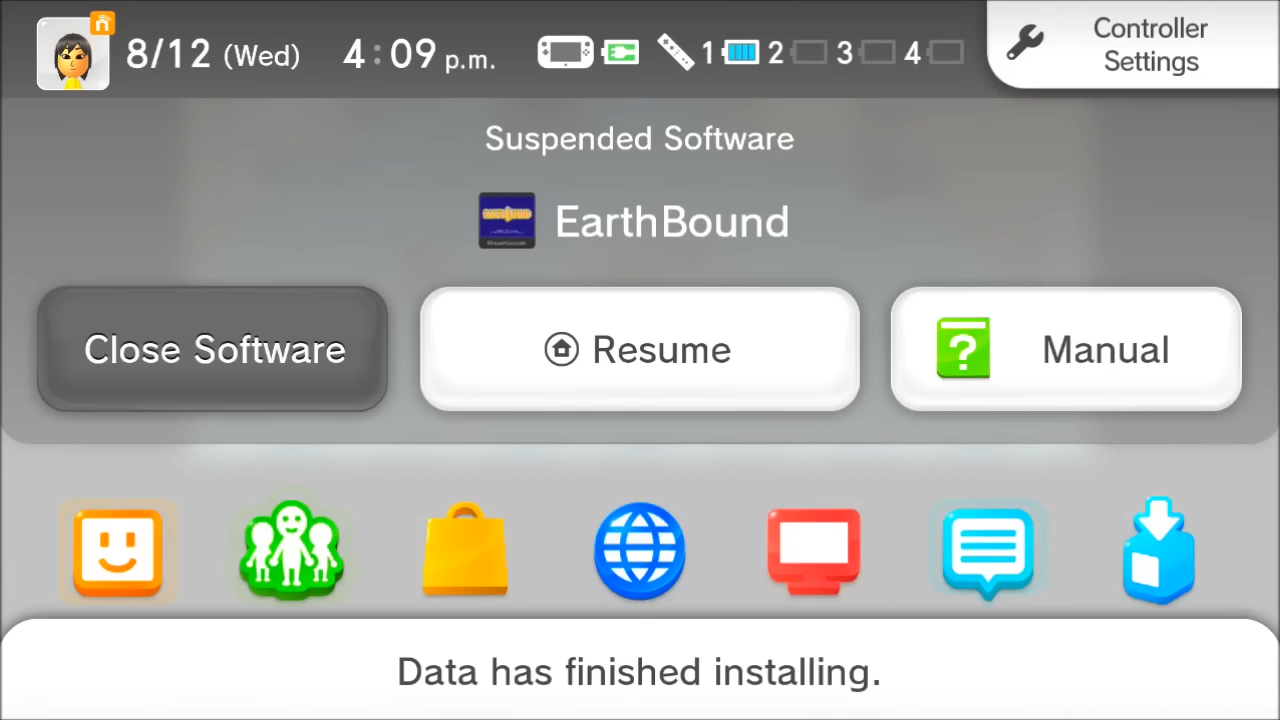 8/12 (Wed) 4:09 p.m. 1 2 3 4
Controller
Settings
Suspended Software
EarthBound
Close Software
Resume
? Manual
Data has finished installing.